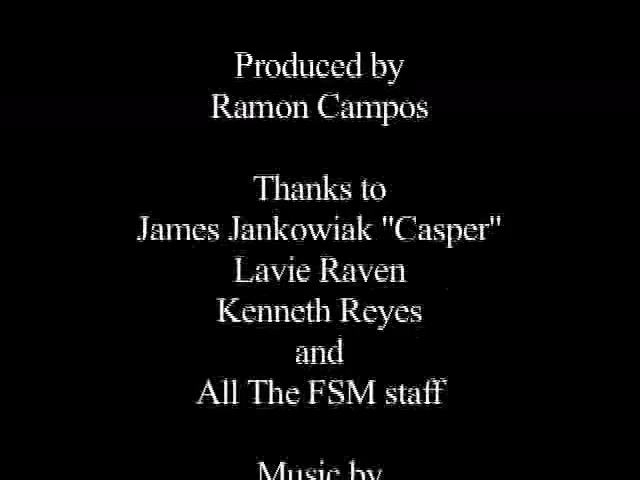 Produced by
Ramon Campos
Thanks to
James Jankowiak "Casper"
Lavie Raven
Kenneth Reyes
and
All The FSM staff
Music by